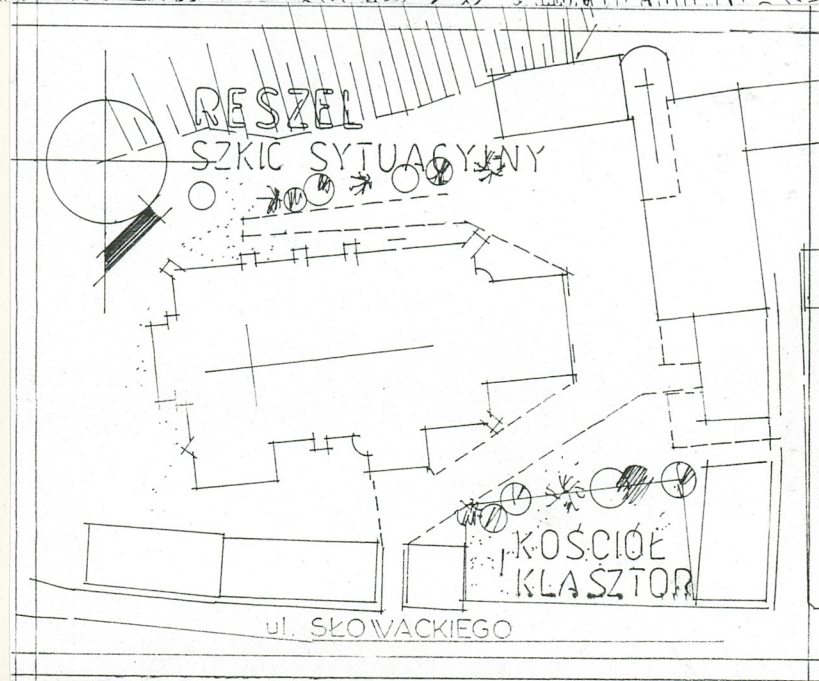 RESZEL
SZKIC SYTUACYJNY
KOŚCIÓŁ
KLASZTOR
ul. SŁOWACKIEGO